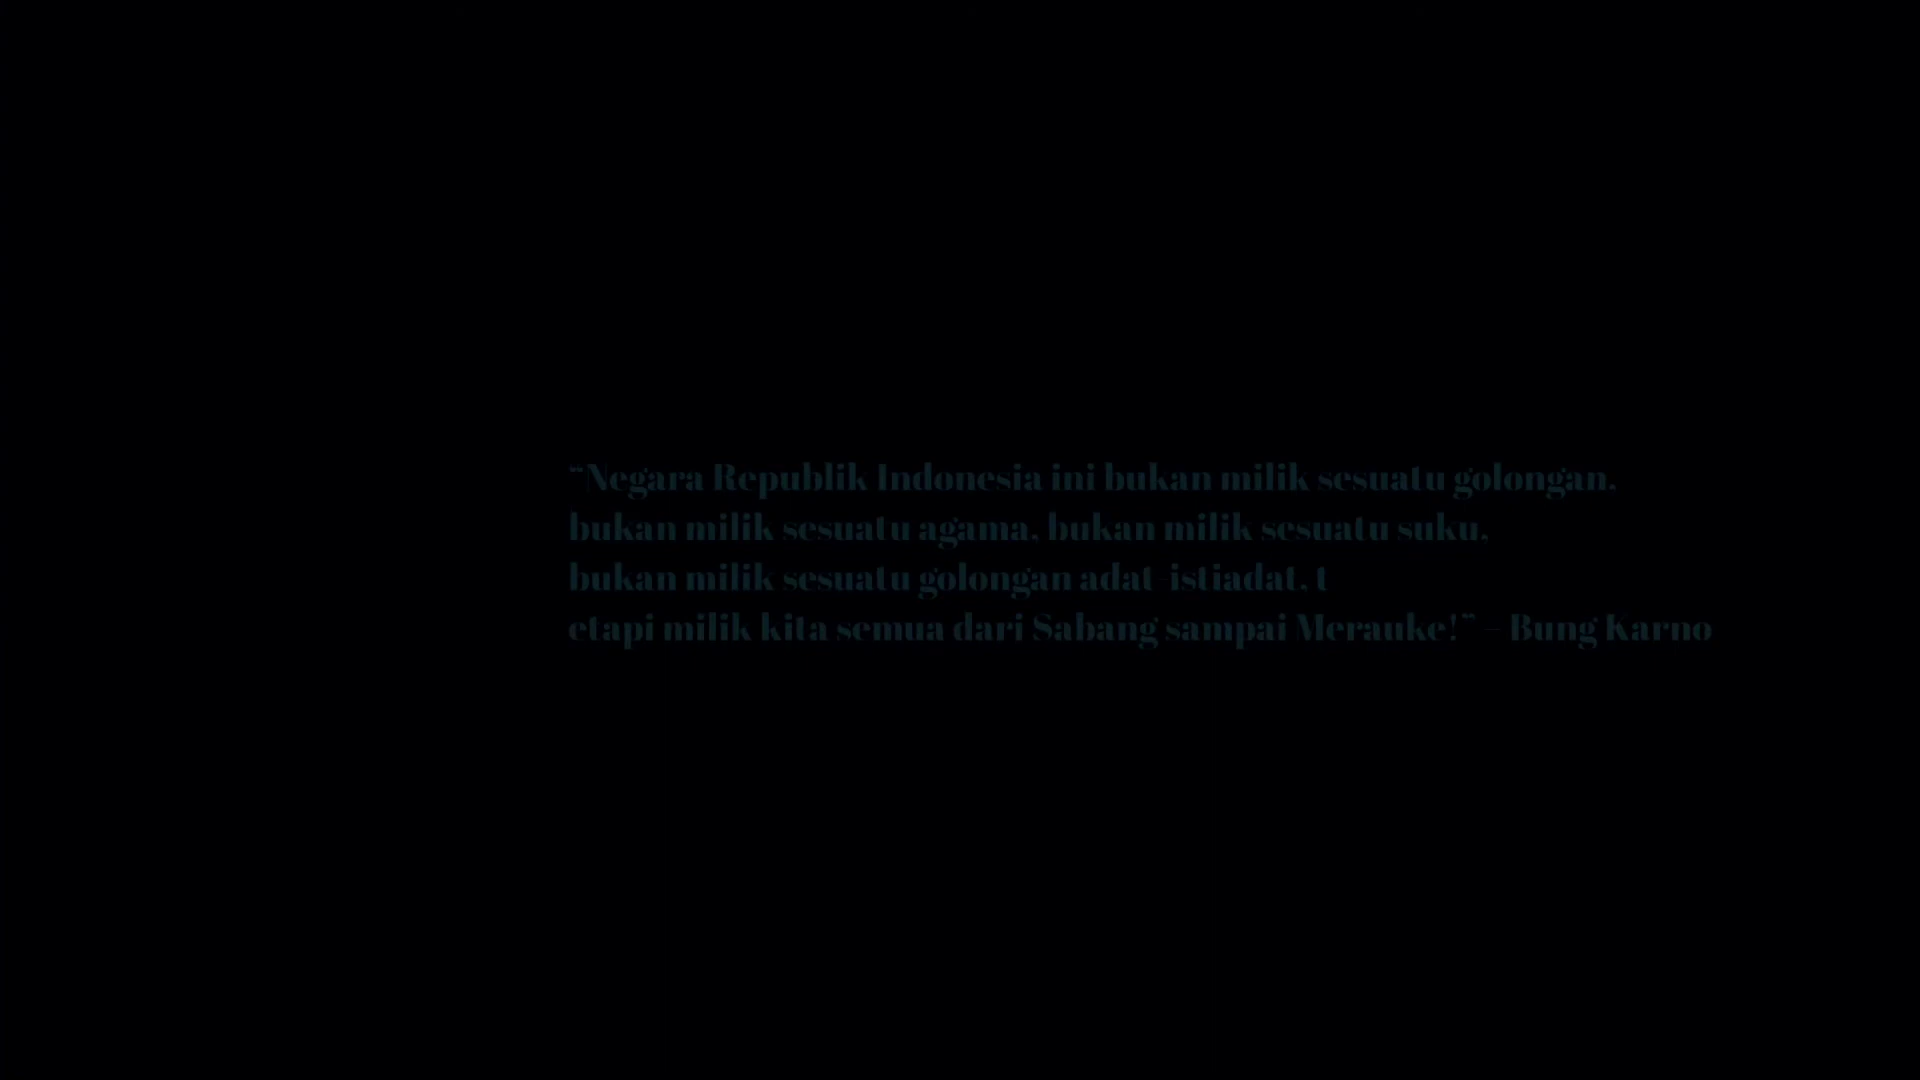 “Negara Republik Indonesia ini bukan milik sesuatu golongan.
bukan milik sesuatu agama, bukan milik sesuatu suku,
bukan milik sesuatu golongan adat-istiadat, t
etapi milik kita semua dari Sabang sampai Merauke!” – Bung Karno